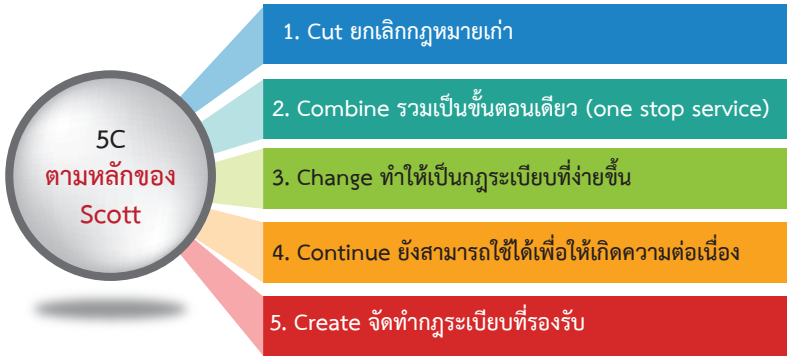 5C
ตามหลักของ
Scott
1. Cut ยกเลิกกฎหมายเก่า
2. Combine รวมเป็นขั้นตอนเดียว (one stop service)
3. Change ทำให้เป็นกฎระเบียบที่ง่ายขึ้น
4. Continue ยังสามารถใช้ได้เพื่อให้เกิดความต่อเนื่อง
5. Create จัดทำกฎระเบียบที่รองรับ